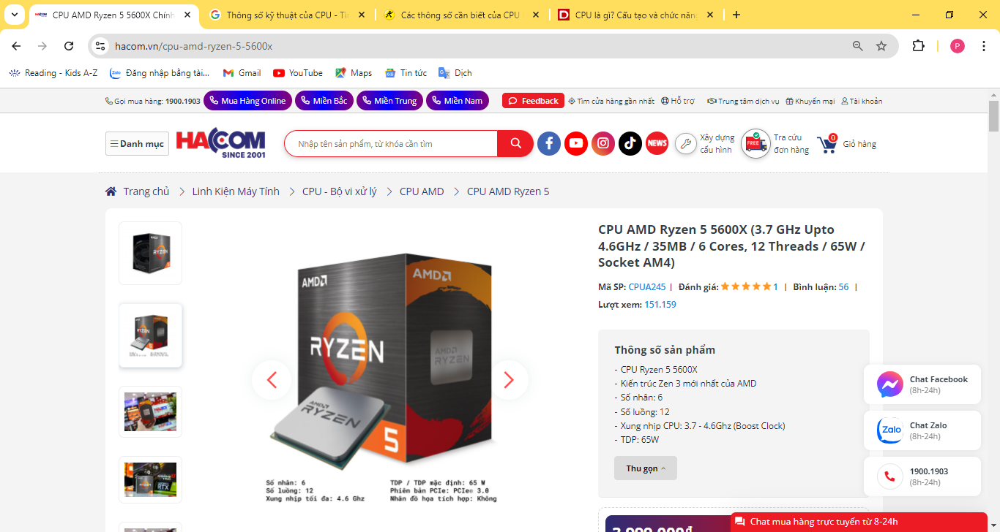 CPU AMD Ryzen 5 5600X Chính
Thông số kỹ thuật của CPU - Tì
Các thông số cần biết của CPU
CPU là gì? Cấu tạo và chức năng
hacom.vn/cpu-amd-ryzen-5-5600x
P
Reading - Kids A-Z
Zalo
Đăng nhập bằng tài...
Gmail
YouTube
Maps
Tin tức
Dịch
Gọi mua hàng: 1900.1903
Mua Hàng Online
Miền Bắc
Miền Trung
Miền Nam
Feedback
Tìm cửa hàng gần nhất
Hỗ trợ
Trung tâm dịch vụ
Khuyến mại
Tài khoản
Danh mục
HACOM
SINCE 2001
Nhập tên sản phẩm, từ khóa cần tìm
NEWS
Xây dựng
cấu hình
FREE
Tra cứu
đơn hàng
0
Giỏ hàng
Trang chủ
Linh Kiện Máy Tính
CPU - Bộ vi xử lý
CPU AMD
CPU AMD Ryzen 5
AMD
RYZEN
AMD
AMD
RYZEN
AMD
RYZEN
5
Số nhân: 6
Số luồng: 12
Xung nhịp tối đa: 4.6 Ghz
TDP / TDP mặc định: 65 W
Phiên bản PCIe: PCIe® 3.0
Nhân đồ họa tích hợp: Không
CPU AMD Ryzen 5 5600X (3.7 GHz Upto
4.6GHz / 35MB / 6 Cores, 12 Threads / 65W /
Socket AM4)
Mã SP: CPUA245 | Đánh giá: 1 | Bình luận: 56 |
Lượt xem: 151.159
Thông số sản phẩm
- CPU Ryzen 5 5600X
- Kiến trúc Zen 3 mới nhất của AMD
- Số nhân: 6
- Số luồng: 12
- Xung nhịp CPU: 3.7 - 4.6Ghz (Boost Clock)
- TDP: 65W
Thu gọn
Chat Facebook
(8h-24h)
Zalo
Chat Zalo
(8h-24h)
1900.1903
(8h-24h)
Chat mua hàng trực tuyến từ 8-24h